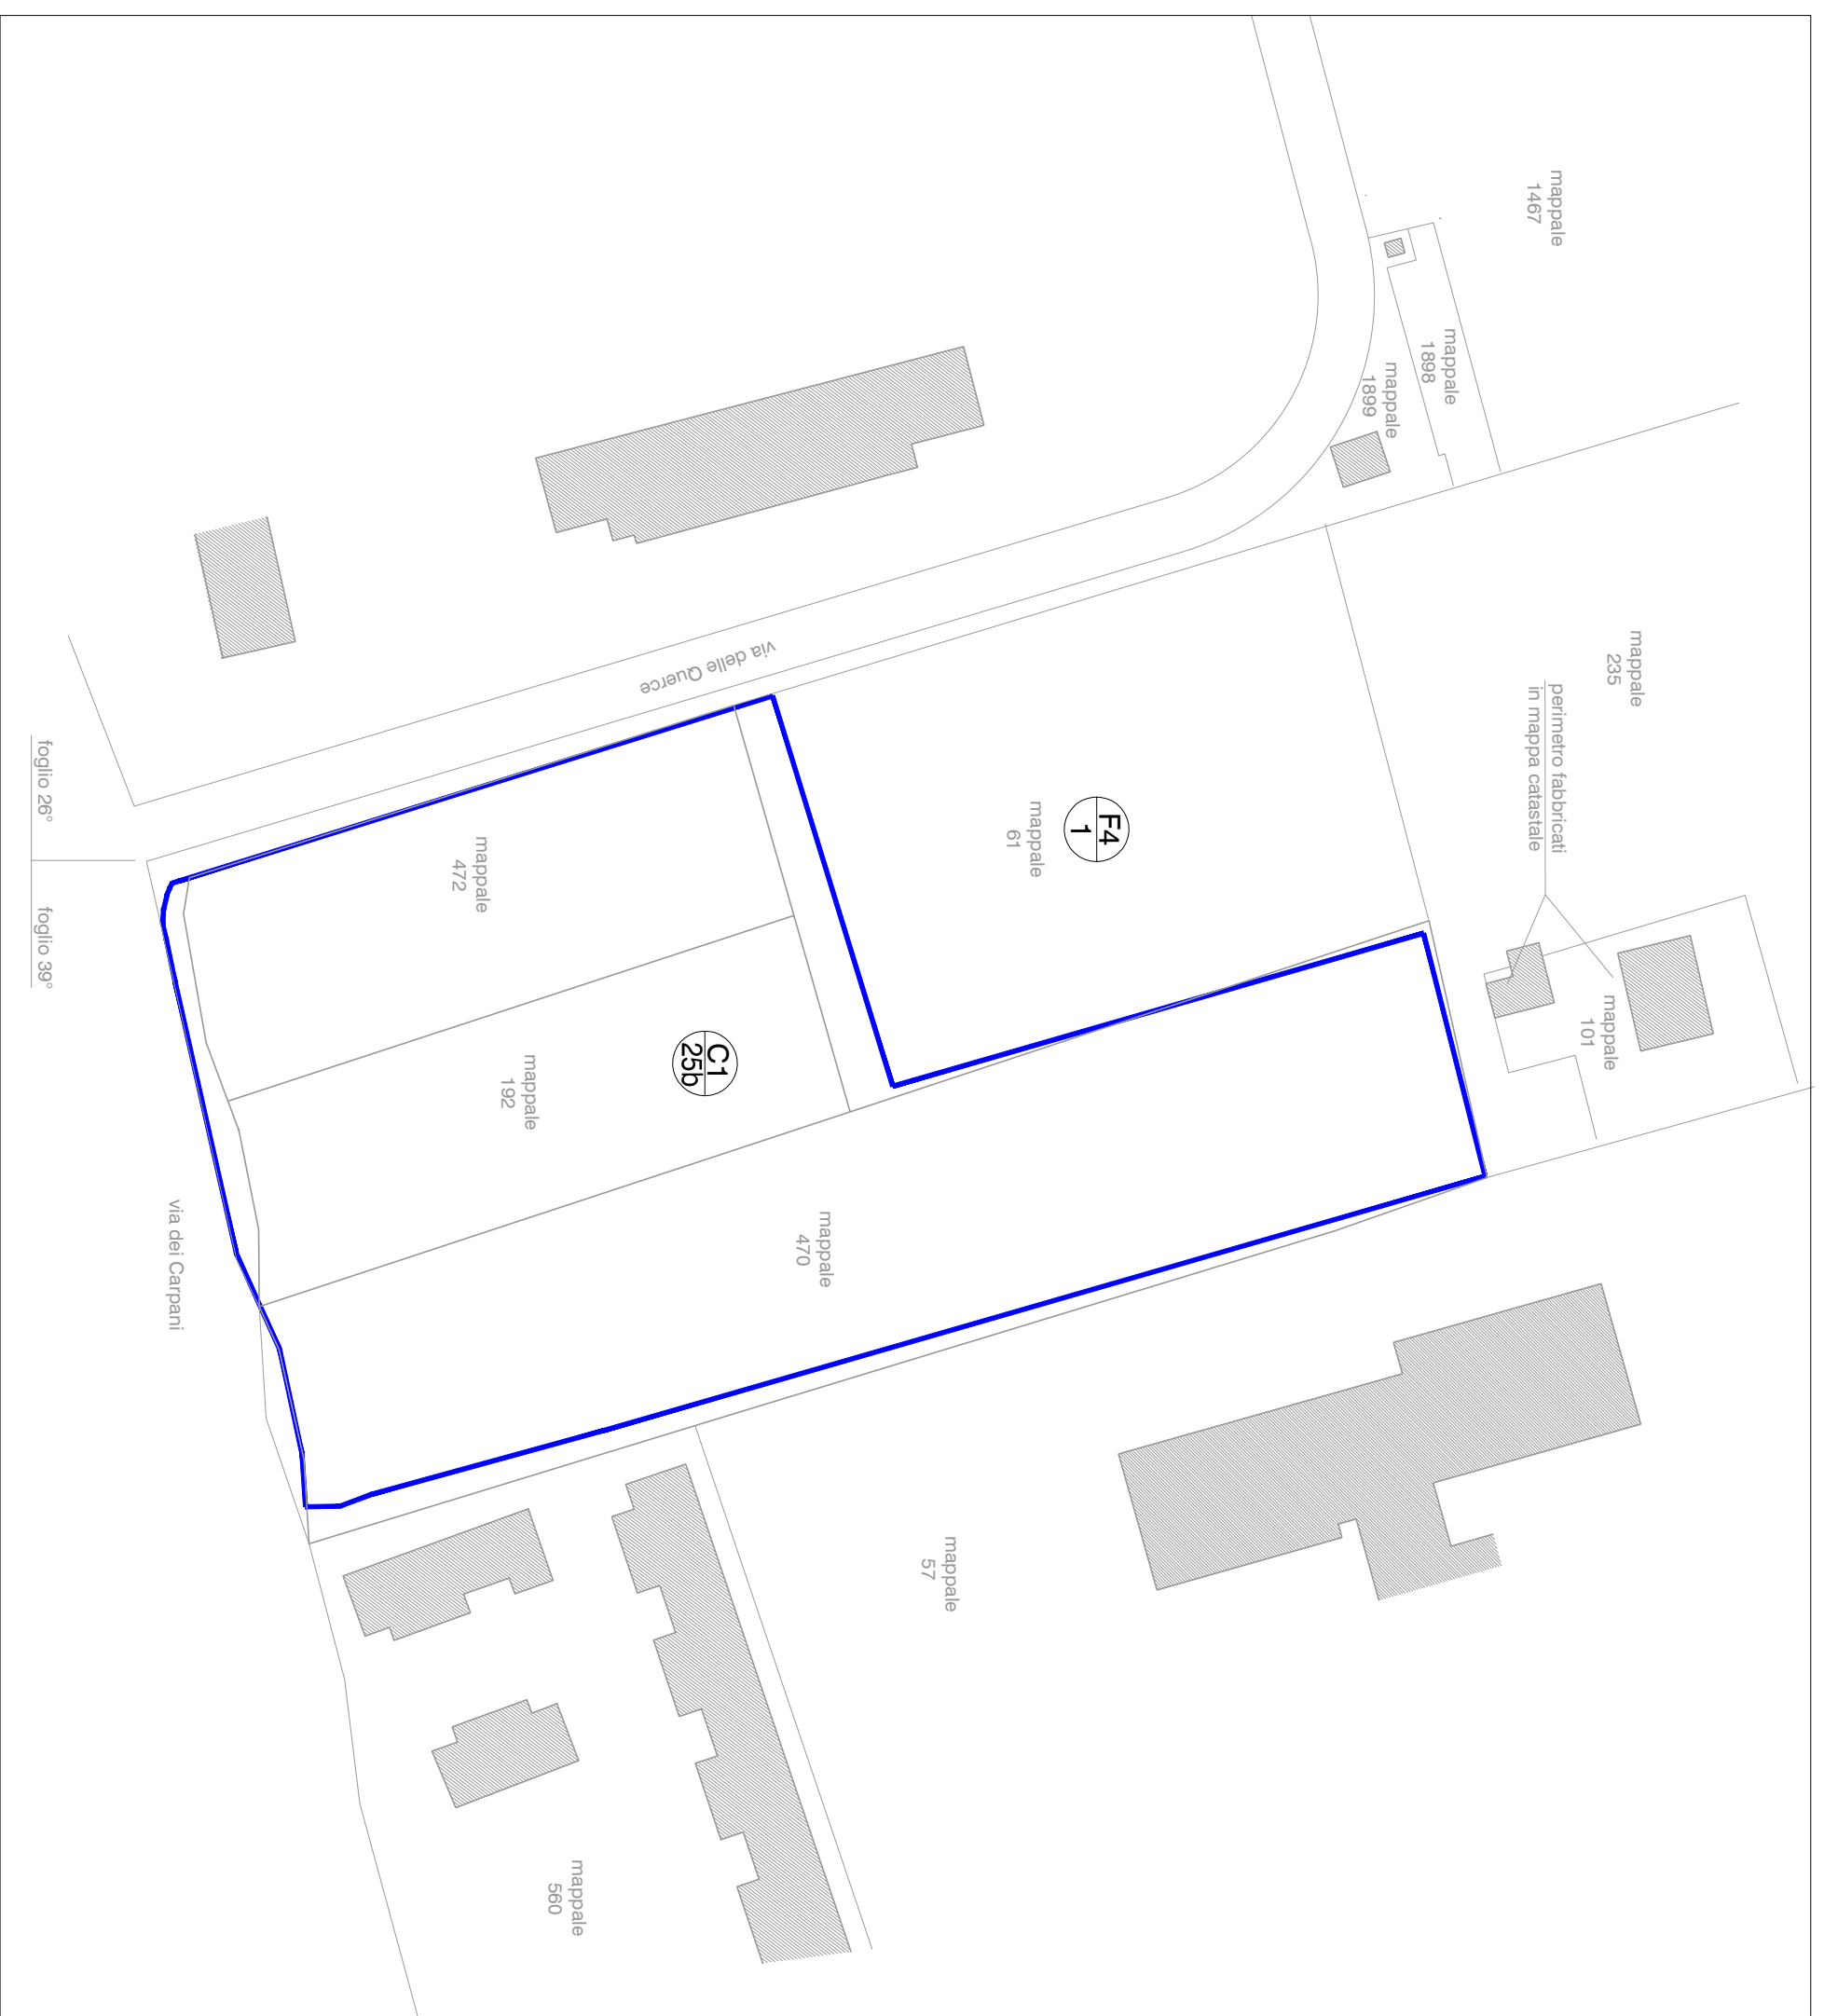 mappale
1467
mappale
1898
mappale
1899
mappale
235
perimetro fabbricati
in mappa catastale
mappale
101
F4
1
mappale
61
via delle Querce
mappale
472
C1
25b
mappale
192
mappale
470
via dei Carpani
foglio 26°
foglio 39°
mappale
57
mappale
560